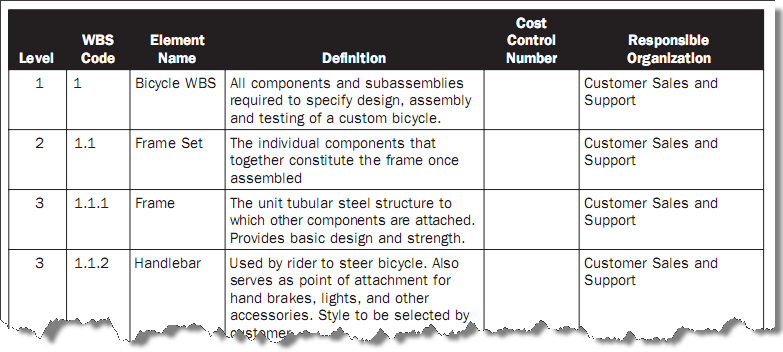 Level WBS Code Element Name Definition Cost Control Number Responsible Organization
1 1 Bicycle WBS All components and subassemblies Customer Sales and
required to specify design, assembly Support
and testing of a custom bicycle.
2 1.1 Frame Set The individual components that Customer Sales and
together constitute the frame once Support
assembled
3 1.1.1 Frame The unit tubular steel structure to Customer Sales and
which other components are attached. Support
Provides basic design and strength.
3 1.1.2 Handlebar Used by rider to steer bicycle. Also Customer Sales and
serves as point of attachment for Support
hand brakes, lights, and other
accessories. Style to be selected by
customer